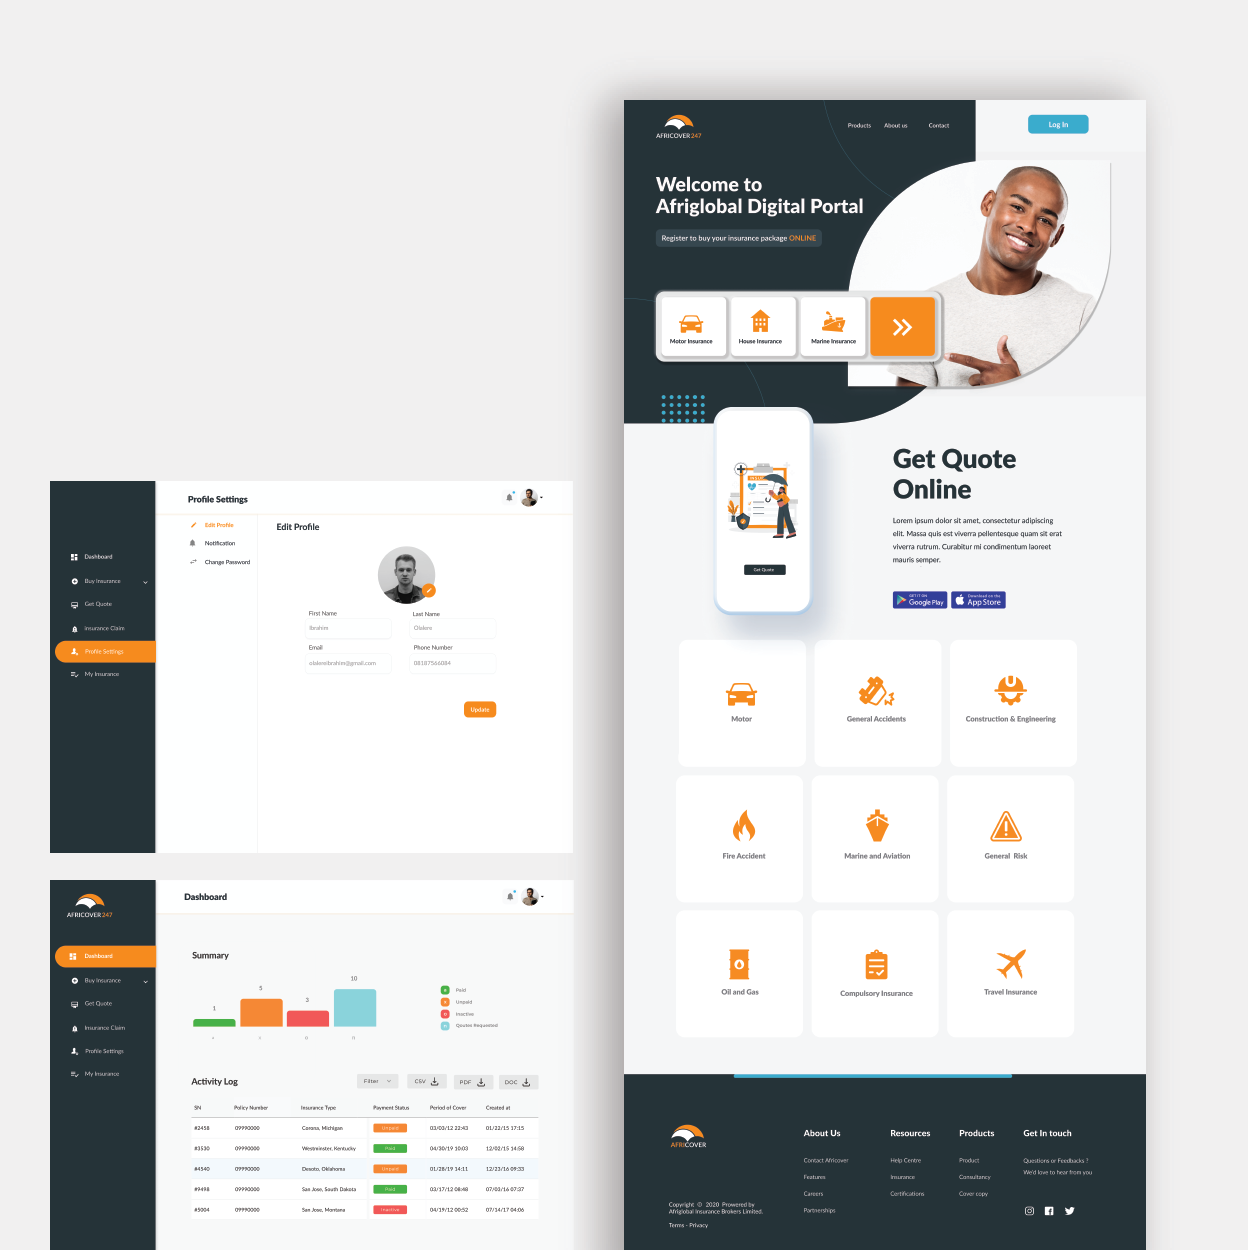 Profile Settings
Edit Profile
Notification
Change Password
Edit Profile
Dashboard
Buy Insurance
Get Quote
Insurance Claim
Profile Settings
My Insurance
First Name
Last Name
Ibrahim
Olalere
Email
Phone Number
olalereibrahim@gmail.com
08187566084
Update
AFRICOVER 247
Dashboard
Dashboard
Buy Insurance
Get Quote
Insurance Claim
Profile Settings
My Insurance
Summary
1
5
3
10
Paid
Unpaid
Inactive
Qoutes Requested
Activity Log
Filter
CSV
PDF
DOC
SN Policy Number Insurance Type Payment Status Period of Cover Created at
#2458 09990000 Corona, Michigan Unpaid 03/03/12 22:43 01/22/15 17:15
#3530 09990000 Westminster, Kentucky Paid 04/30/19 10:03 12/02/15 14:58
#4540 09990000 Desoto, Oklahoma Unpaid 01/28/19 14:11 12/23/16 09:33
#9498 09990000 San Jose, South Dakota Paid 03/17/12 08:48 07/03/16 07:37
#5004 09990000 San Jose, Montana Inactive 04/19/12 00:52 07/14/17 04:06
AFRICOVER 247
Products About us Contact
Log In
Welcome to
Afriglobal Digital Portal
Register to buy your insurance package ONLINE
Motor Insurance
House Insurance
Marine Insurance
Get Quote
Get Quote
Online
Lorem ipsum dolor sit amet, consectetur adipiscing
elit. Massa quis est viverra pellentesque quam sit erat
viverra rutrum. Curabitur mi condimentum laoreet
mauris semper.
GET IT ON
Google Play
Download on the
App Store
Motor
General Accidents
Construction & Engineering
Fire Accident
Marine and Aviation
General Risk
Oil and Gas
Compulsory Insurance
Travel Insurance
AFRICOVER
Copyright © 2020 Prowered by
Afriglobal Insurance Brokers Limited.
Terms - Privacy
About Us
Contact Africover
Features
Careers
Parthnerships
Resources
Help Centre
Insurance
Certifications
Products
Product
Consultancy
Cover copy
Get In touch
Questions or Feedbacks ?
We'd love to hear from you